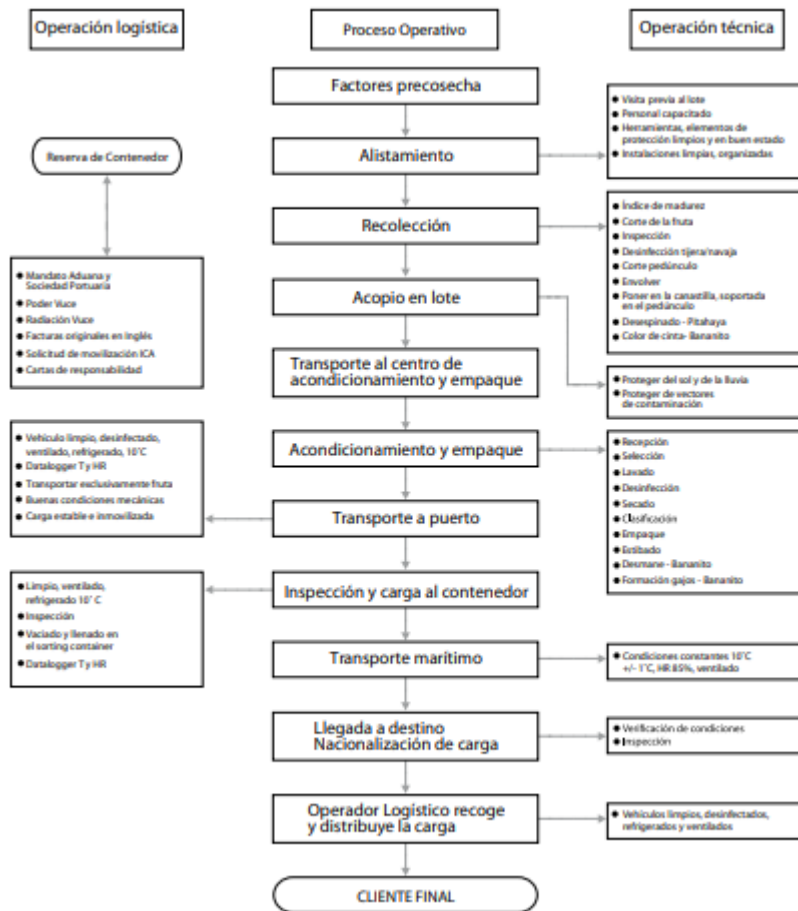 Operación logística
Proceso Operativo
Operación técnica
Factores precosecha
Alistamiento
Recolección
Acopio en lote
Transporte al centro de
acondicionamiento y empaque
Acondicionamiento y empaque
Transporte a puerto
Inspección y carga al contenedor
Transporte marítimo
Llegada a destino
Nacionalización de carga
Operador Logístico recoge
y distribuye la carga
CLIENTE FINAL
Reserva de Contenedor
● Mandato Aduana y
Sociedad Portuaria
● Poder Vuce
● Radiación Vuce
● Facturas originales en Inglés
● Solicitud de movilización ICA
● Cartas de responsabilidad
● Vehículo limpio, desinfectado,
ventilado, refrigerado, 10˚C
● Datalogger T y HR
● Transportar exclusivamente fruta
● Buenas condiciones mecánicas
● Carga estable e inmovilizada
● Limpio, ventilado,
refrigerado 10˚ C
● Inspección
● Vaciado y llenado en
el sorting container
● Datalogger T y HR
● Visita previa al lote
● Personal capacitado
● Herramientas, elementos de
protección limpios y en buen estado
● Instalaciones limpias, organizadas
● Índice de madurez
● Corte de la fruta
● Inspección
● Desinfección tijera/navaja
● Corte pedúnculo
● Envolver
● Poner en la canastilla, soportada
en el pedúnculo
● Desespinado - Pitahaya
● Color de cinta- Bananito
● Proteger del sol y de la lluvia
● Proteger de vectores
de contaminación
● Recepción
● Selección
● Lavado
● Desinfección
● Secado
● Clasificación
● Empaque
● Estibado
● Desmane - Bananito
● Formación gajos - Bananito
● Condiciones constantes 10˚C
+/- 1˚C, HR 85%, ventilado
● Verificación de condiciones
● Inspección
● Vehículos limpios, desinfectados,
refrigerados y ventilados